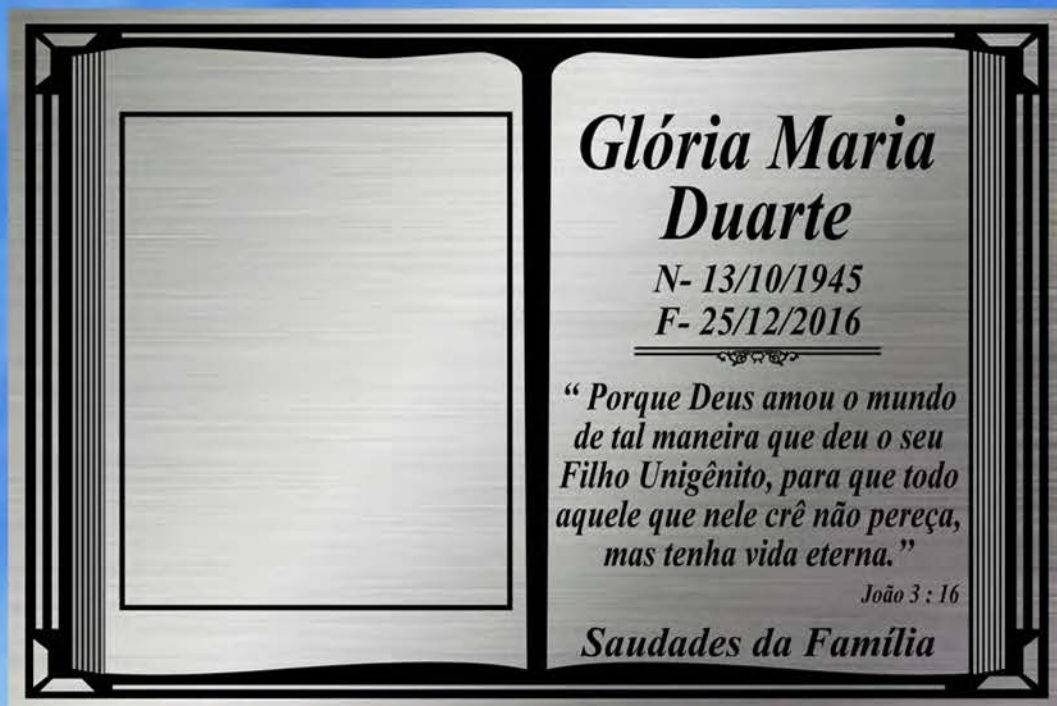 Glória Maria
Duarte
N- 13/10/1945
F- 25/12/2016
“ Porque Deus amou o mundo
de tal maneira que deu o seu
Filho Unigênito, para que todo
aquele que nele crê não pereça,
mas tenha vida eterna.”
João 3 : 16
Saudades da Família